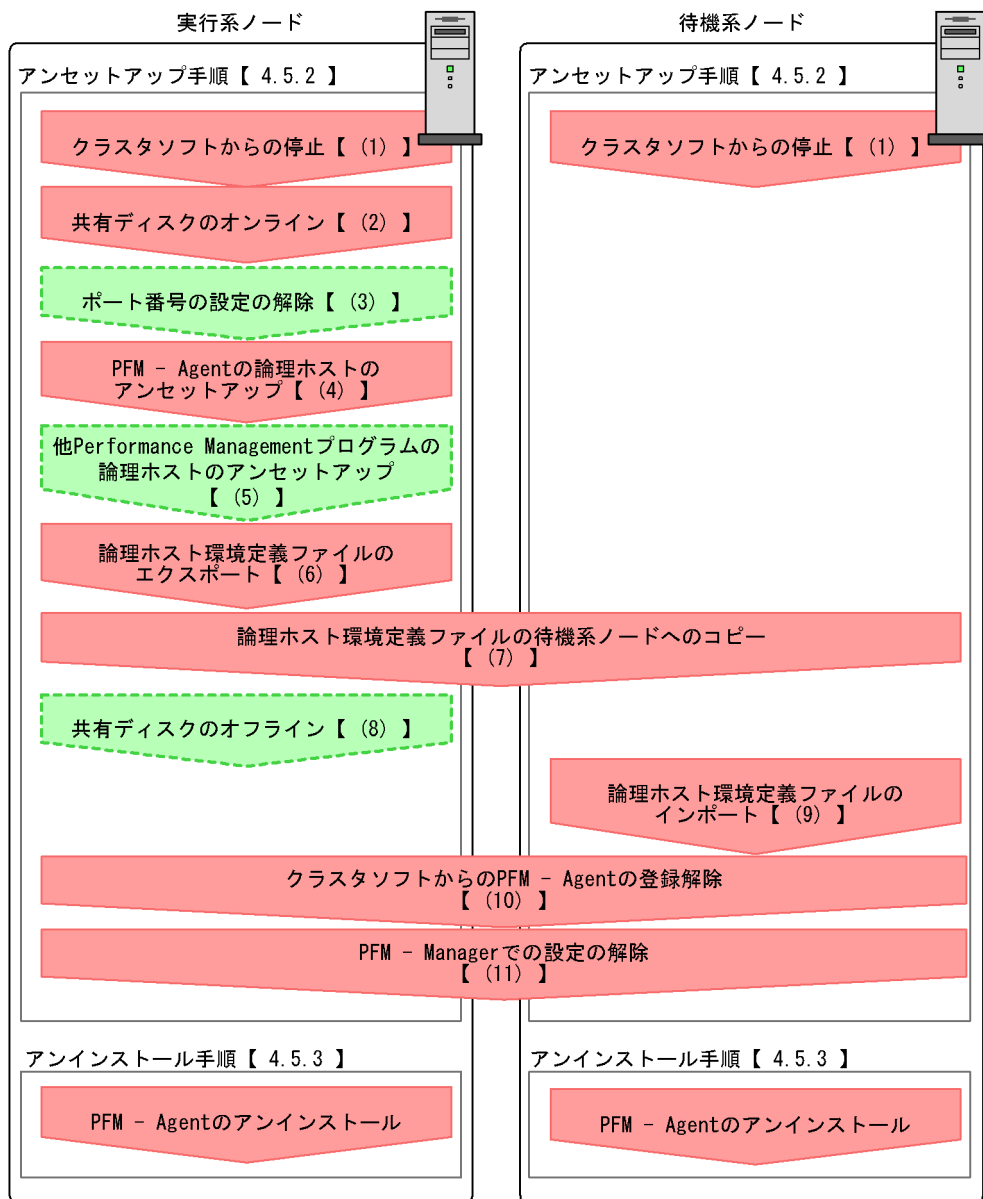 実行系ノード
待機系ノード
アンセットアップ手順【 4.5.2 】
アンセットアップ手順【 4.5.2 】
クラスタソフトからの停止【 (1) 】
クラスタソフトからの停止【 (1) 】
共有ディスクのオンライン【 (2) 】
ポート番号の設定の解除【 (3) 】
PFM - Agentの論理ホストの
アンセットアップ【 (4) 】
他Performance Managementプログラムの
論理ホストのアンセットアップ
【 (5) 】
論理ホスト環境定義ファイルの
エクスポート【 (6) 】
論理ホスト環境定義ファイルの待機系ノードへのコピー
【 (7) 】
共有ディスクのオフライン【 (8) 】
論理ホスト環境定義ファイルの
インポート【 (9) 】
クラスタソフトからのPFM - Agentの登録解除
【 (10) 】
PFM - Managerでの設定の解除
【 (11) 】
アンインストール手順【 4.5.3 】
アンインストール手順【 4.5.3 】
PFM - Agentのアンインストール
PFM - Agentのアンインストール